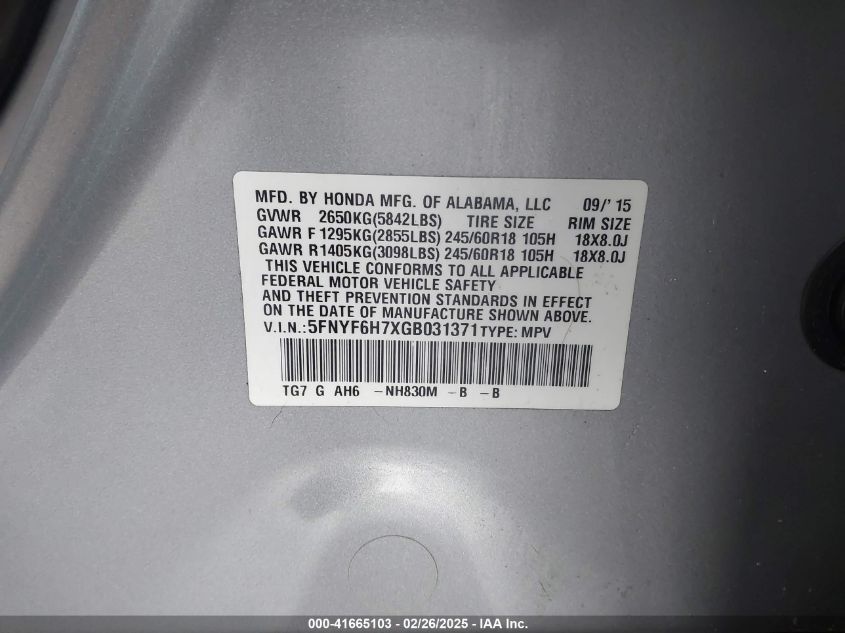 MFD. BY HONDA MFG. OF ALABAMA, LLC 09/' 15
GVWR 2650KG(5842LBS) TIRE SIZE RIM SIZE
GAWR F 1295KG(2855LBS) 245/60R18 105H 18X8.0J
GAWR R 1405KG(3098LBS) 245/60R18 105H 18X8.0J
THIS VEHICLE CONFORMS TO ALL APPLICABLE
FEDERAL MOTOR VEHICLE SAFETY
AND THEFT PREVENTION STANDARDS IN EFFECT
ON THE DATE OF MANUFACTURE SHOWN ABOVE.
V.I.N.: 5FNYF6H7XGB031371 TYPE: MPV
TG7 G AH6 -NH830M -B -B
000-41665103 - 02/26/2025 - IAA Inc.